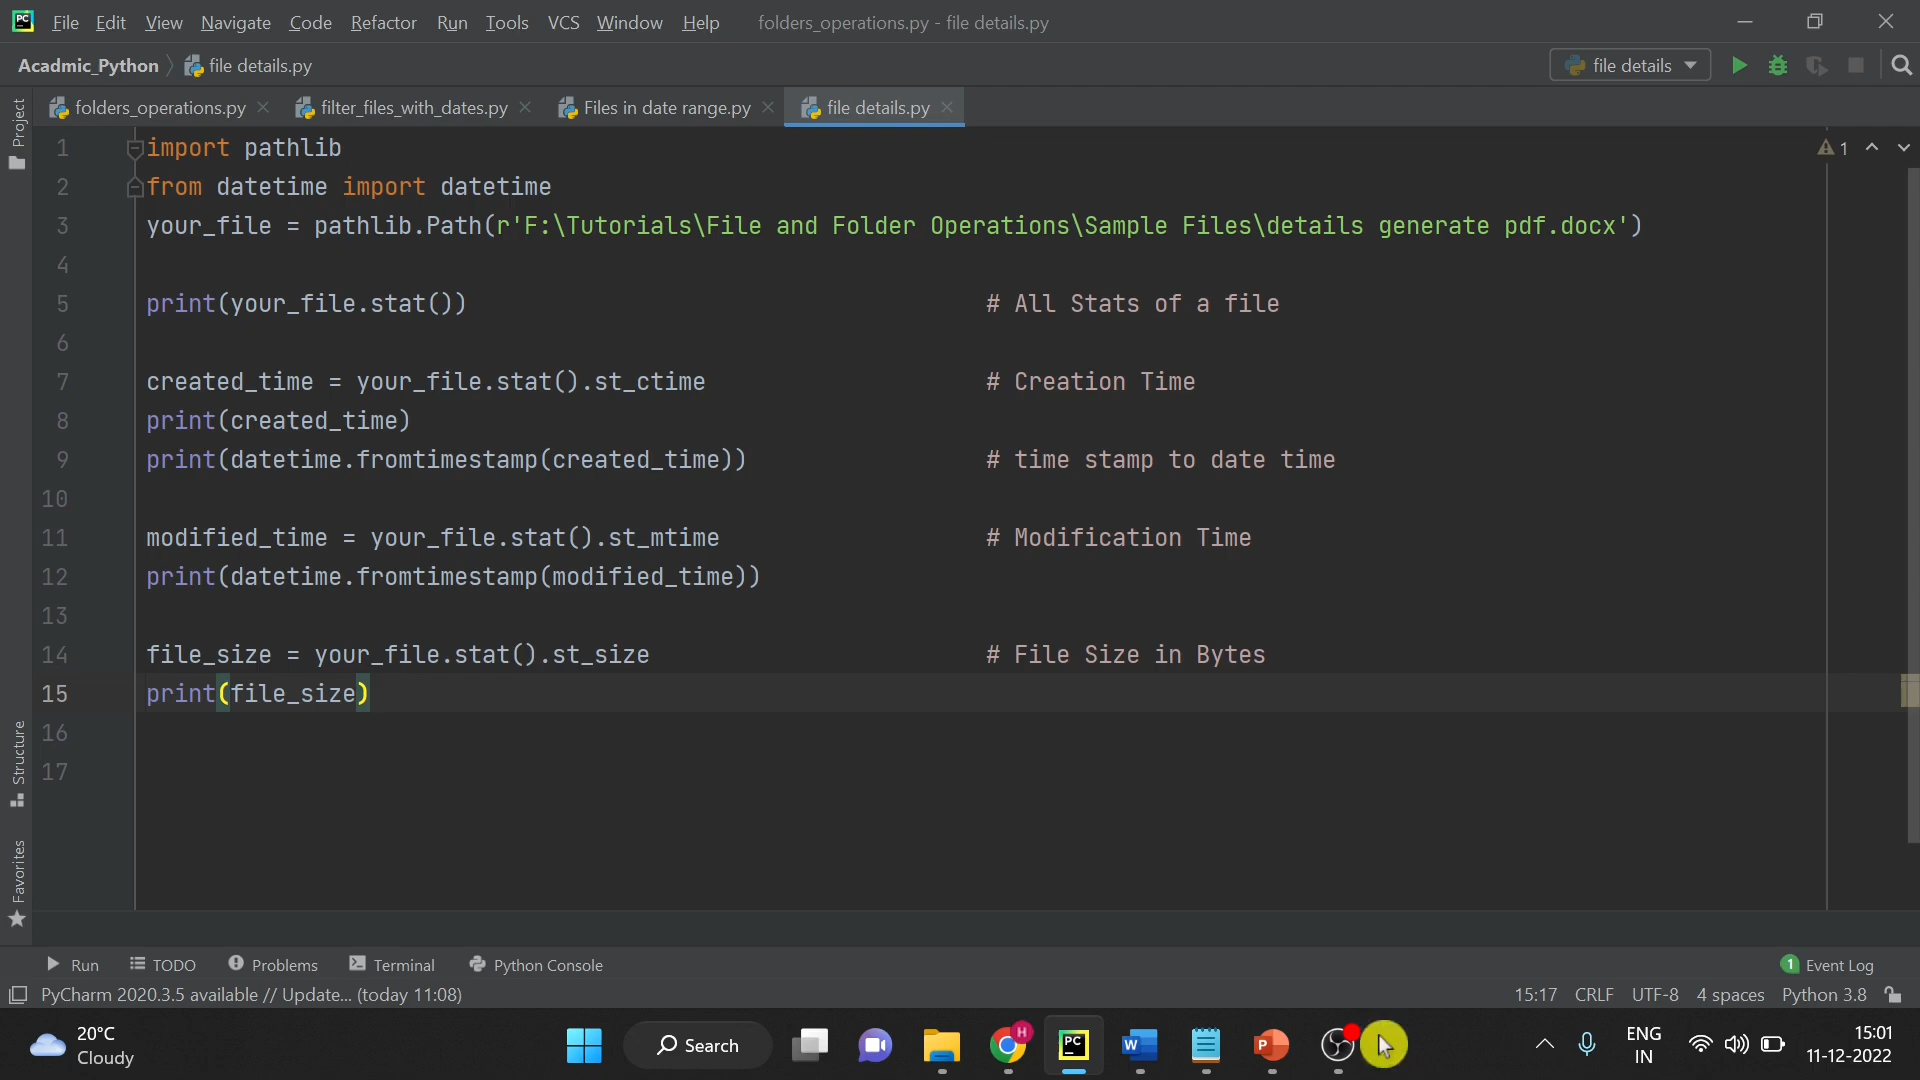 PC File Edit View Navigate Code Refactor Run Tools VCS Window Help folders_operations.py - file details.py
Acadmic_Python file details.py file details
folders_operations.py filter_files_with_dates.py Files in date range.py file details.py
Project
1 import pathlib 1
2 from datetime import datetime
3 your_file = pathlib.Path(r'F:\Tutorials\File and Folder Operations\Sample Files\details generate pdf.docx')
4
5 print(your_file.stat()) # All Stats of a file
6
7 created_time = your_file.stat().st_ctime # Creation Time
8 print(created_time)
9 print(datetime.fromtimestamp(created_time)) # time stamp to date time
10
11 modified_time = your_file.stat().st_mtime # Modification Time
12 print(datetime.fromtimestamp(modified_time))
13
14 file_size = your_file.stat().st_size # File Size in Bytes
15 print(file_size)
16
17
Structure
Favorites
Run TODO Problems Terminal Python Console 1 Event Log
PyCharm 2020.3.5 available // Update... (today 11:08) 15:17 CRLF UTF-8 4 spaces Python 3.8
20°C
Cloudy
Search
H
PC
W
P
ENG
IN
15:01
11-12-2022